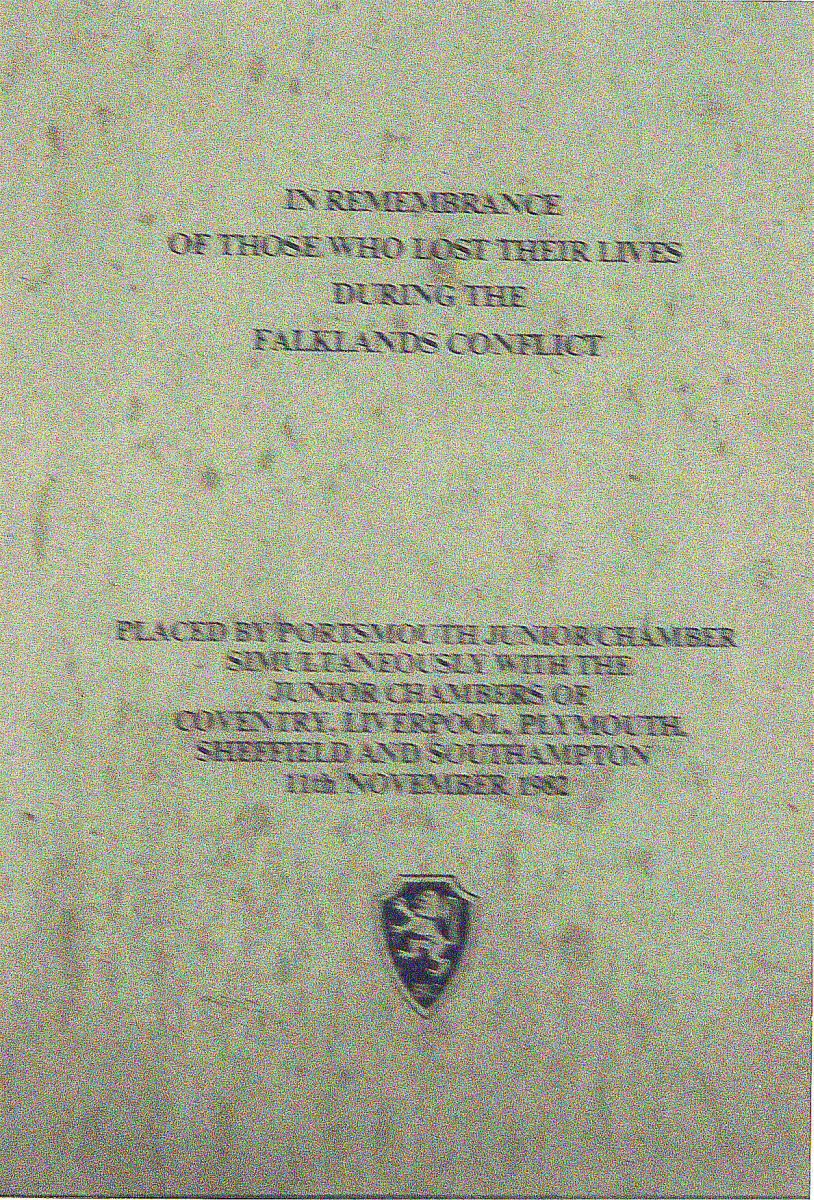 IN REMEMBRANCE
OF THOSE WHO LOST THEIR LIVES
DURING THE
FALKLANDS CONFLICT
PLACED BY PORTSMOUTH JUNIOR CHAMBER
SIMULTANEOUSLY WITH THE
JUNIOR CHAMBERS OF
COVENTRY, LIVERPOOL, PLYMOUTH,
SHEFFIELD AND SOUTHAMPTON
11th NOVEMBER 1982